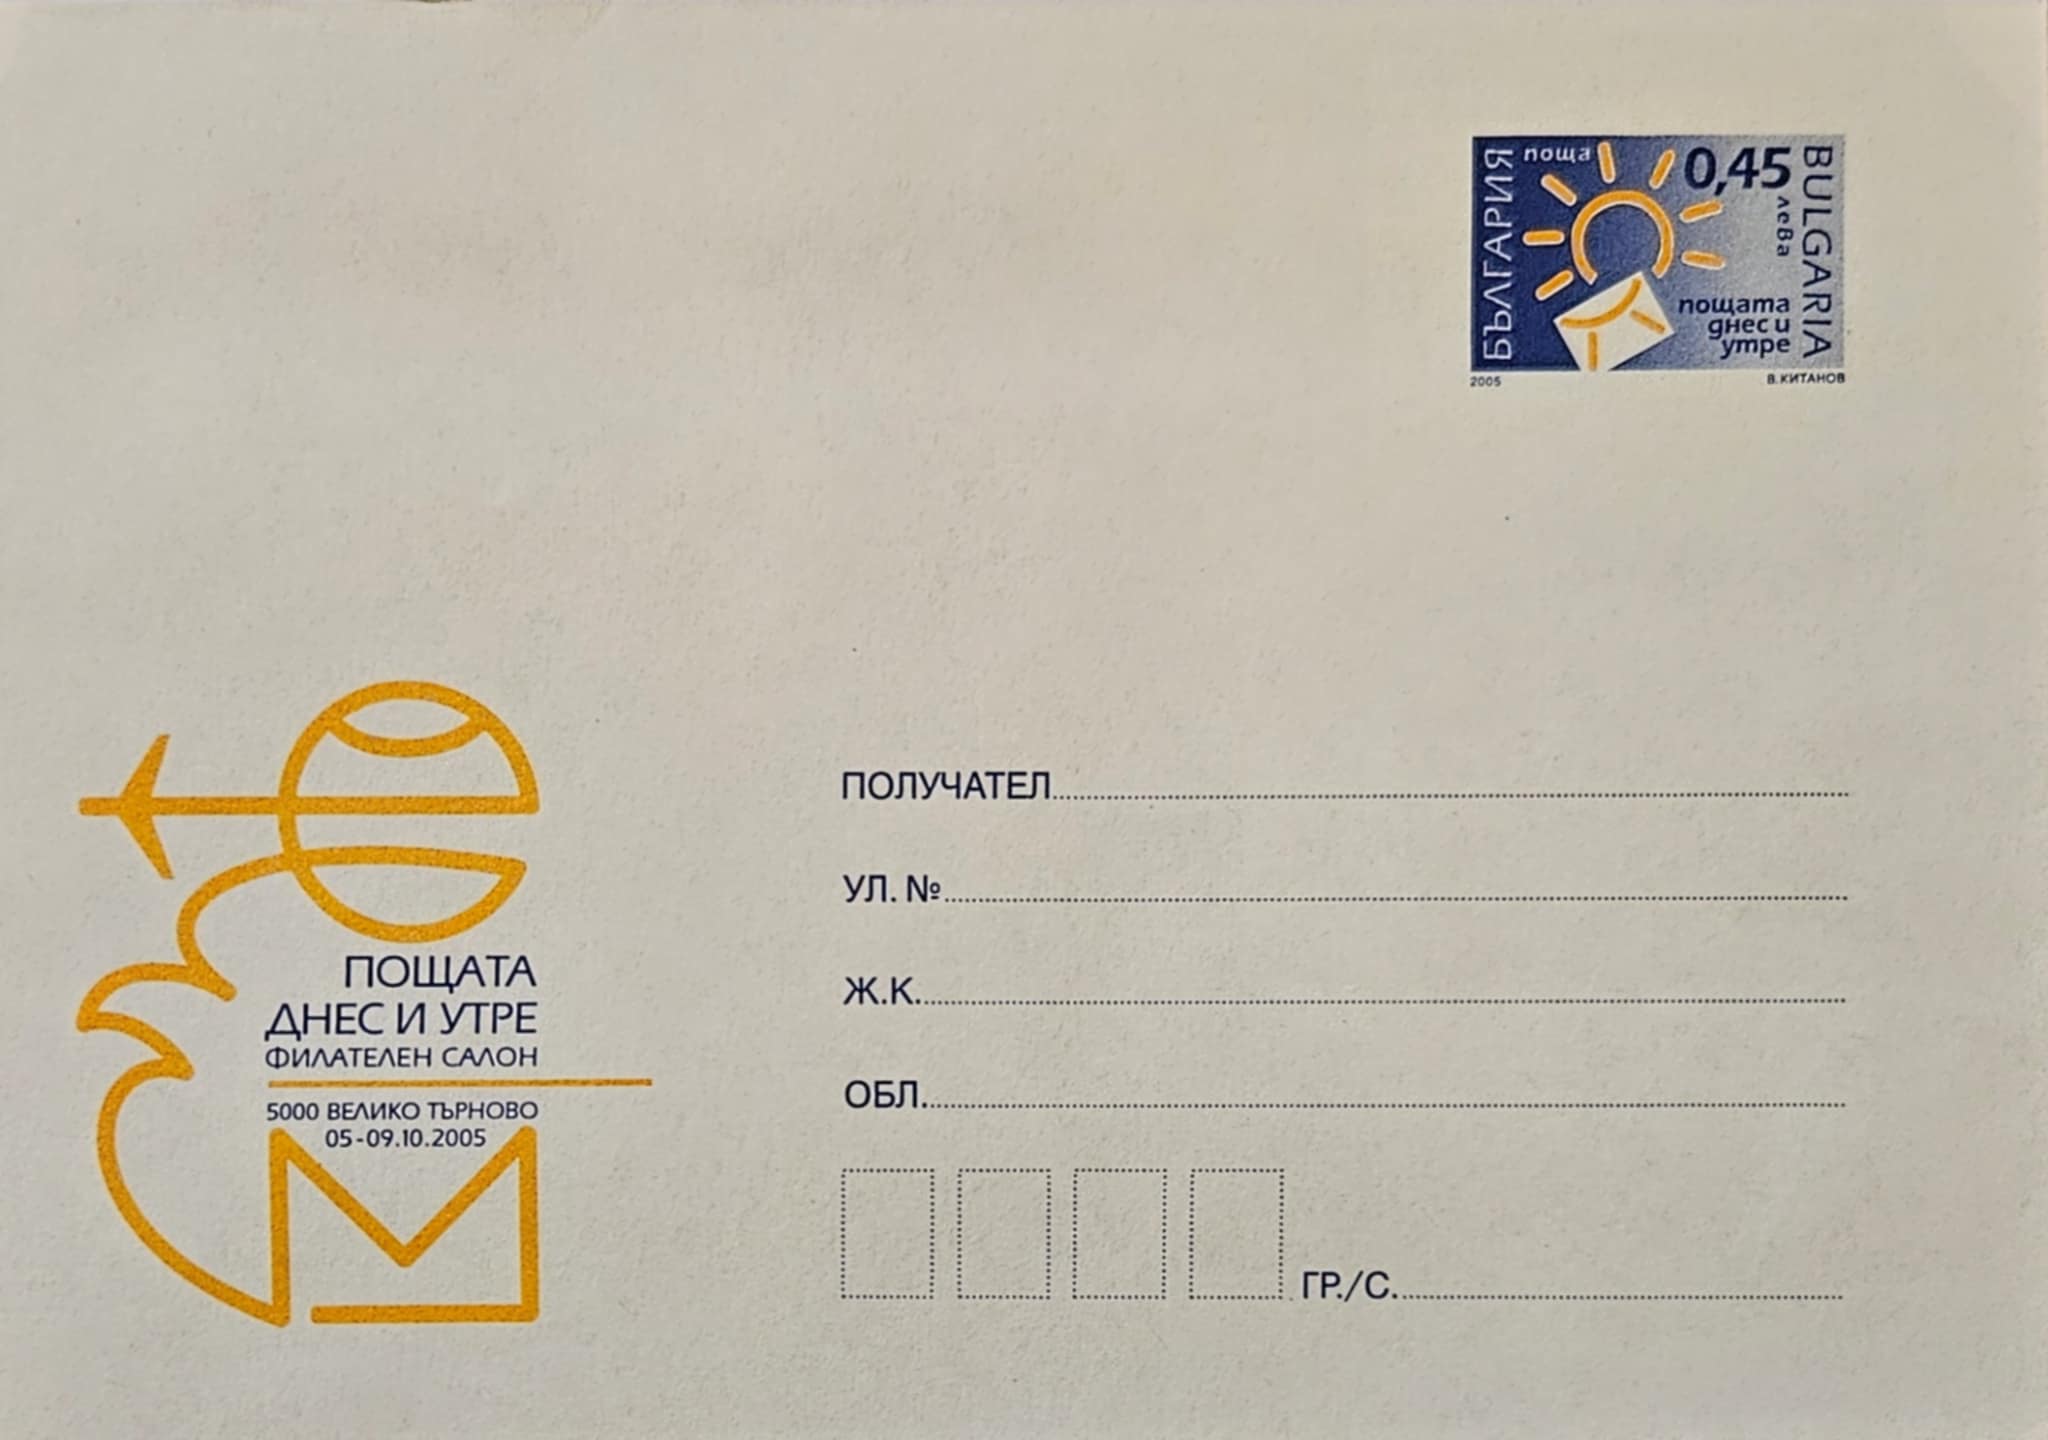 БЪЛГАРИЯ
поща
0,45
лева
BULGARIA
пощата
днес и
утре
2005
В. КИТАНОВ
ПОЩАТА
ДНЕС И УТРЕ
ФИЛАТЕЛЕН САЛОН
5000 ВЕЛИКО ТЪРНОВО
05-09.10.2005
ПОЛУЧАТЕЛ
УЛ. №
Ж.К.
ОБЛ.
ГР./С.